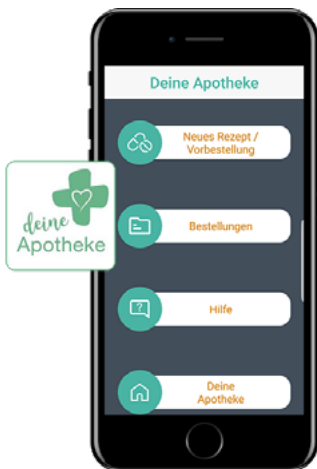 Deine Apotheke
Neues Rezept /
Vorbestellung
deine
Apotheke
Bestellungen
?
Hilfe
Deine
Apotheke